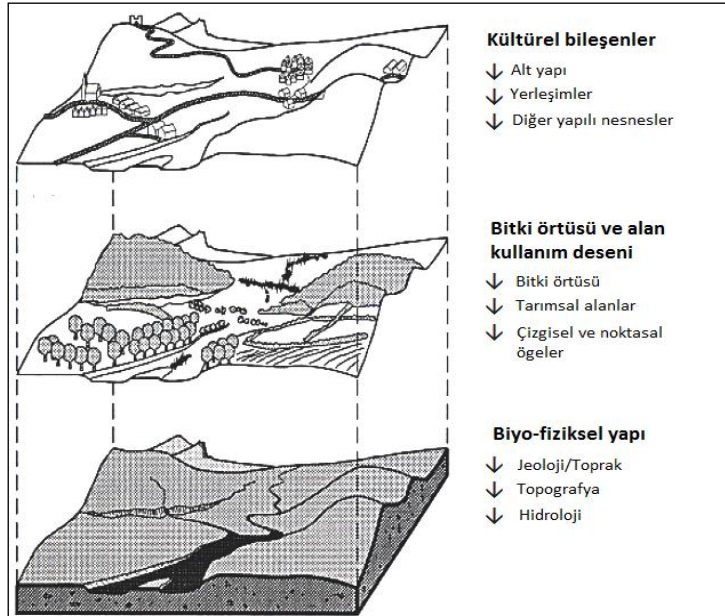 Kültürel bileşenler
↓ Alt yapı
↓ Yerleşimler
↓ Diğer yapılı nesnesler
Bitki örtüsü ve alan
kullanım deseni
↓ Bitki örtüsü
↓ Tarımsal alanlar
↓ Çizgisel ve noktasal
ögeler
Biyo-fiziksel yapı
↓ Jeoloji/Toprak
↓ Topografya
↓ Hidroloji